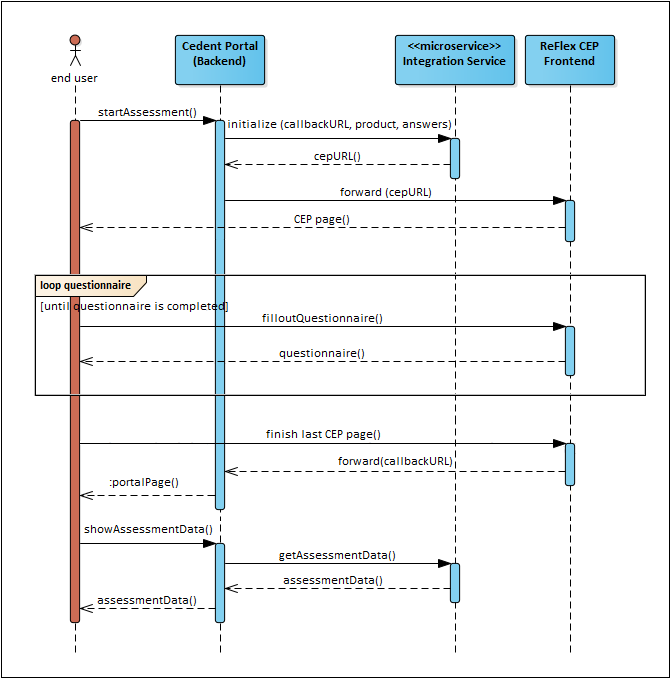 end user
Cedent Portal
(Backend)
<<microservice>>
Integration Service
ReFlex CEP
Frontend
startAssessment()
initialize (callbackURL, product, answers)
cepURL()
forward (cepURL)
CEP page()
loop questionnaire
[until questionnaire is completed]
filloutQuestionnaire()
questionnaire()
finish last CEP page()
forward(callbackURL)
:portalPage()
showAssessmentData()
getAssessmentData()
assessmentData()
assessmentData()